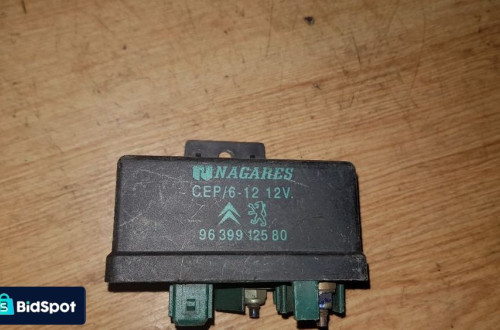 NAGARES
CEP/6-12 12V.
96 399 125 80
BidSpot